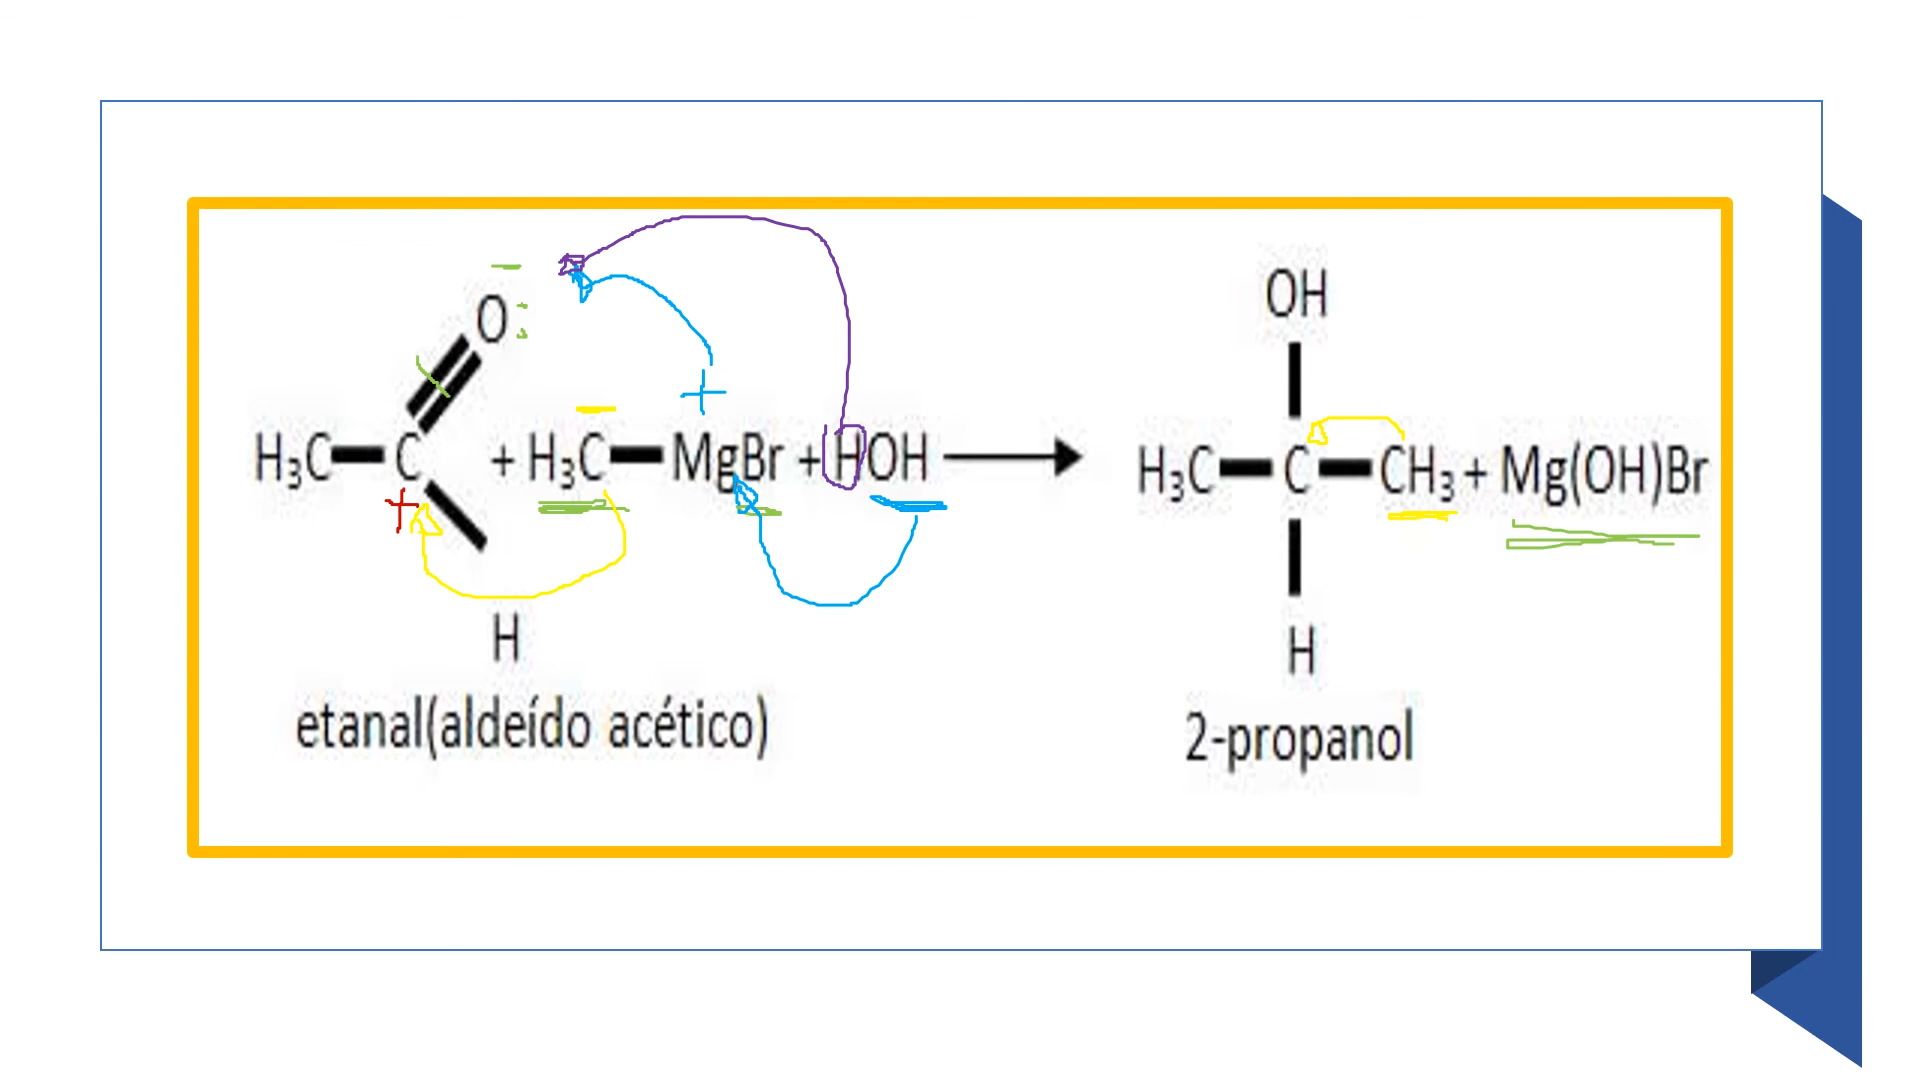 O OH
H₃C C + H₃C MgBr + HOH H₃C C CH₃ + Mg(OH)Br
H H
etanal(aldeído acético) 2-propanol